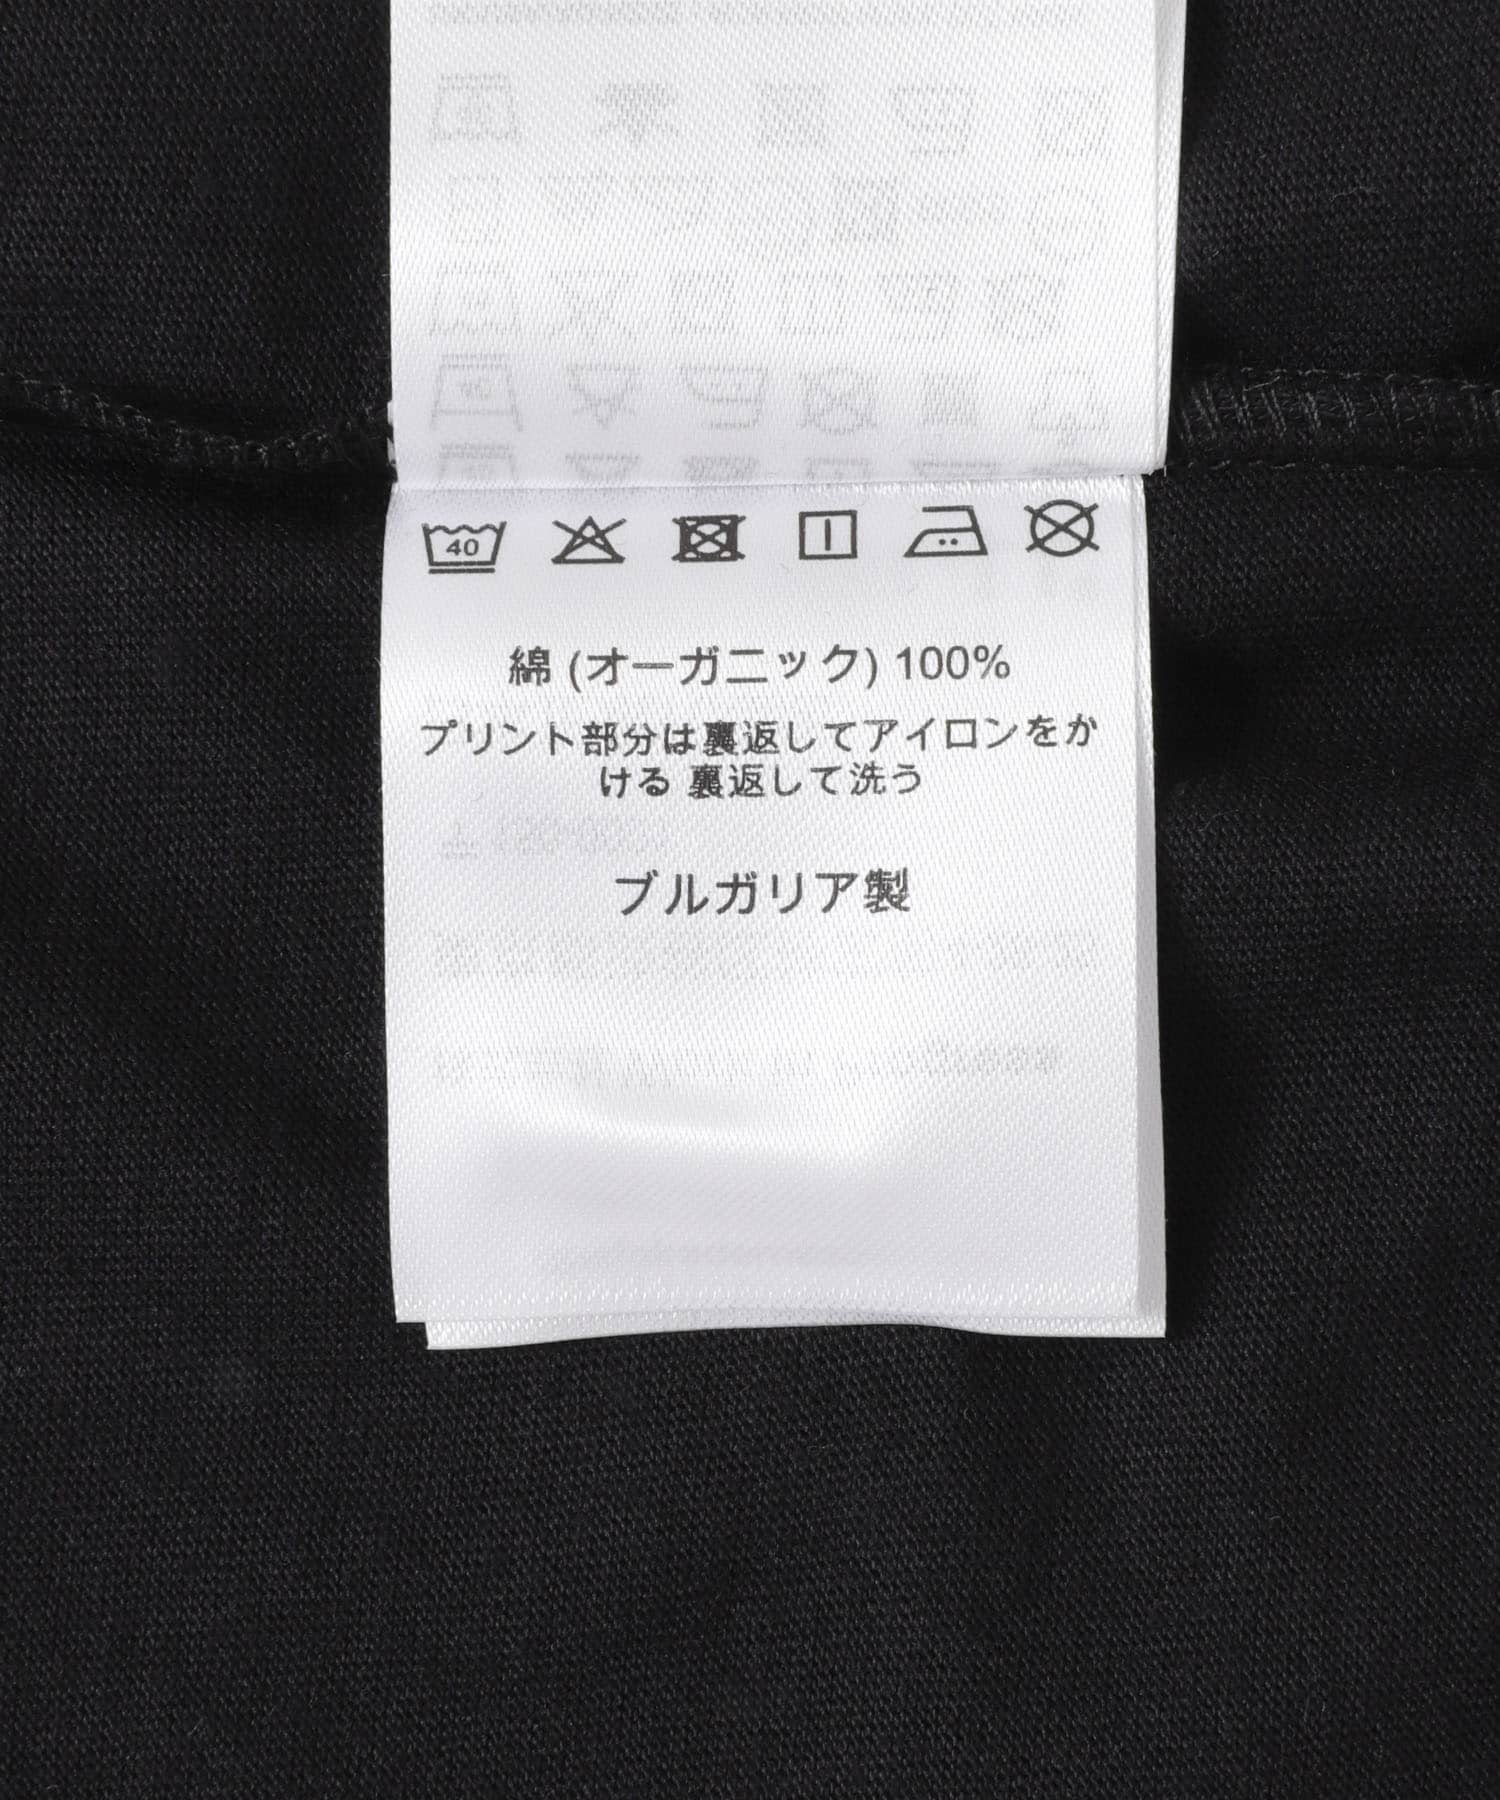 40
綿 (オーガニック) 100%
プリント部分は裏返してアイロンをか
ける 裏返して洗う
ブルガリア製